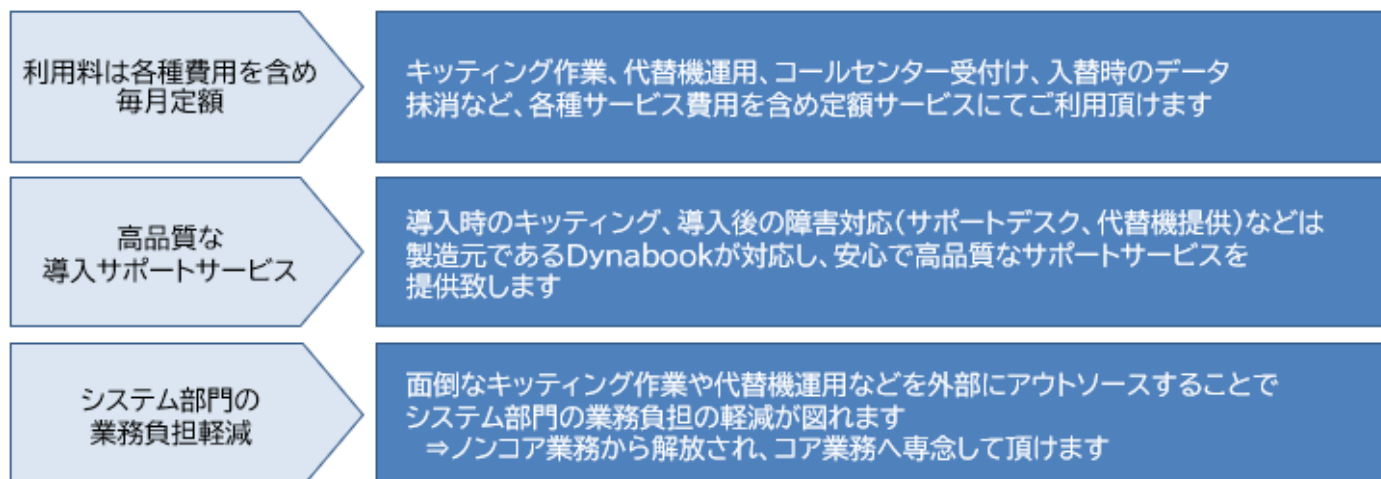 利用料は各種費用を含め
毎月定額
キッティング作業、代替機運用、コールセンター受付け、入替時のデータ
抹消など、各種サービス費用を含め定額サービスにてご利用頂けます
高品質な
導入サポートサービス
導入時のキッティング、導入後の障害対応(サポートデスク、代替機提供)などは
製造元であるDynabookが対応し、安心で高品質なサポートサービスを
提供致します
システム部門の
業務負担軽減
面倒なキッティング作業や代替機運用などを外部にアウトソースすることで
システム部門の業務負担の軽減が図れます
⇒ノンコア業務から解放され、コア業務へ専念して頂けます